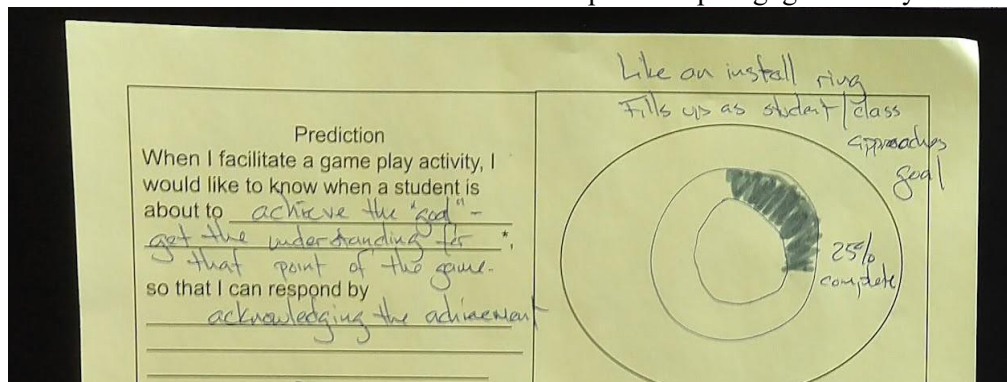 Prediction
When I facilitate a game play activity, I
would like to know when a student is
about to achieve the "goal" -
get the understanding for *,
that point of the game.
so that I can respond by
acknowledging the achievement
Like an install ring
Fills up as student/class
approaches
goal
25%
complete